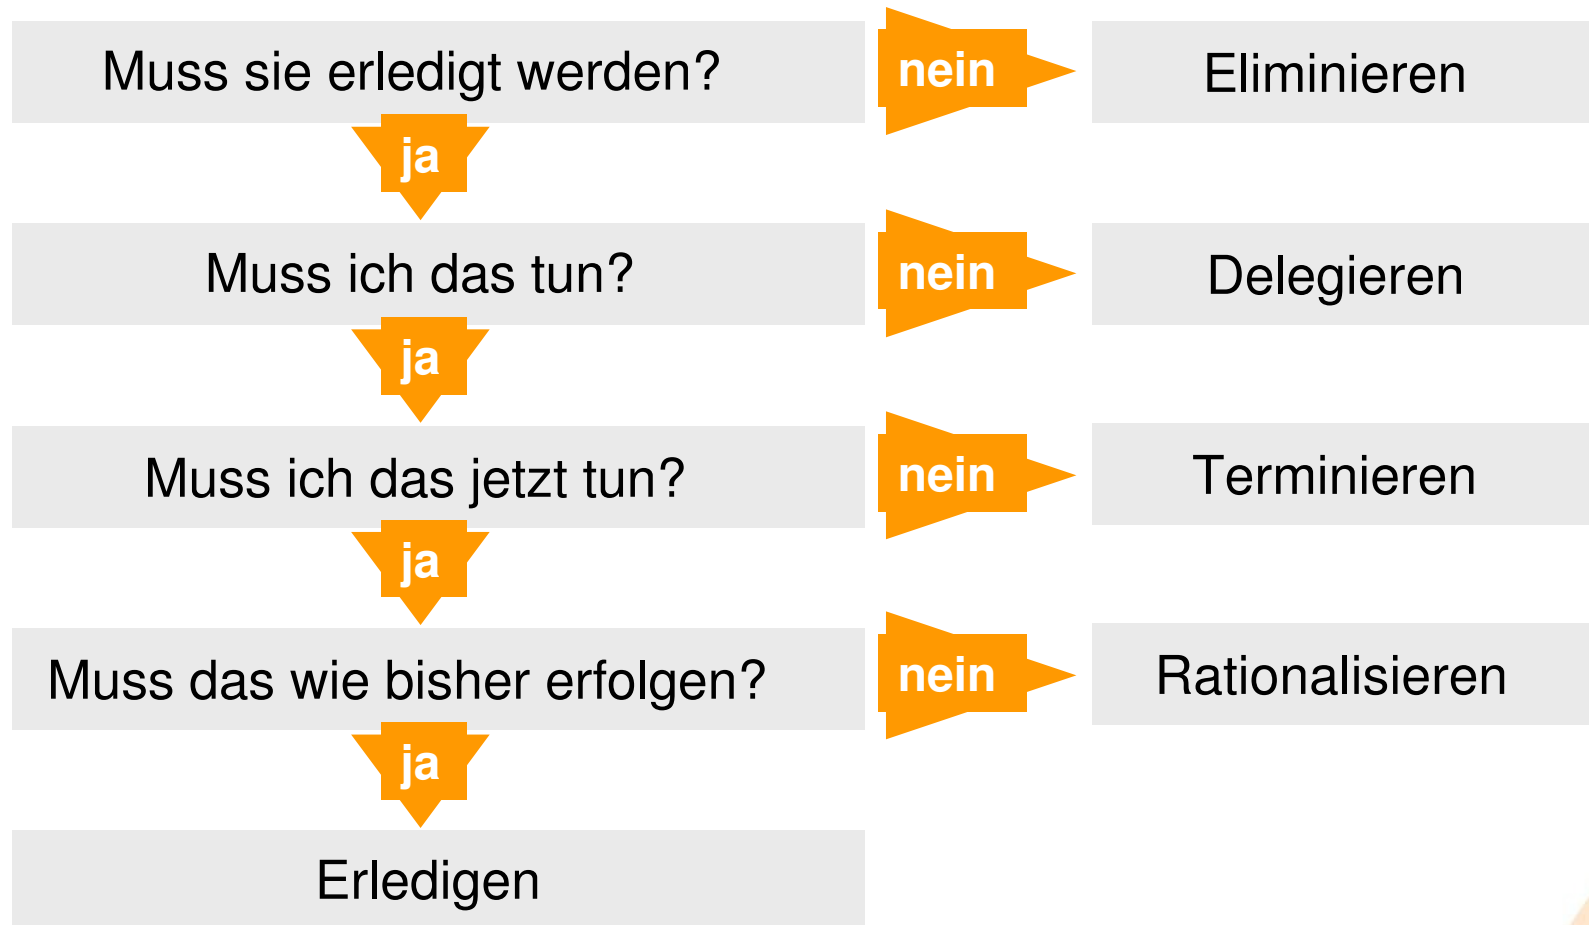 Muss sie erledigt werden?
nein
Eliminieren
ja
Muss ich das tun?
nein
Delegieren
ja
Muss ich das jetzt tun?
nein
Terminieren
ja
Muss das wie bisher erfolgen?
nein
Rationalisieren
ja
Erledigen